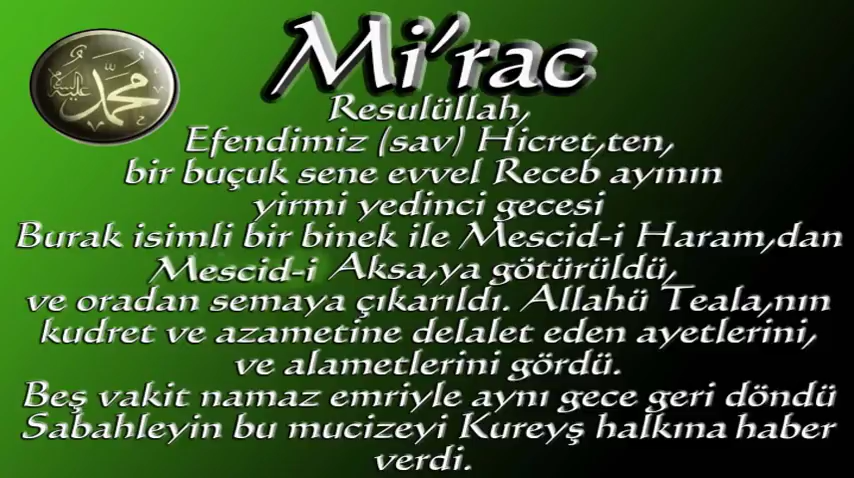 Mi'rac
محمد عليه السلام
Resulüllah,
Efendimiz (sav) Hicret,ten,
bir buçuk sene evvel Receb ayının
yirmi yedinci gecesi
Burak isimli bir binek ile Mescid-i Haram,dan
Mescid-i Aksa,ya götürüldü,
ve oradan semaya çıkarıldı. Allahü Teala,nın
kudret ve azametine delalet eden ayetlerini,
ve alametlerini gördü.
Beş vakit namaz emriyle aynı gece geri döndü
Sabahleyin bu mucizeyi Kureyş halkına haber
verdi.